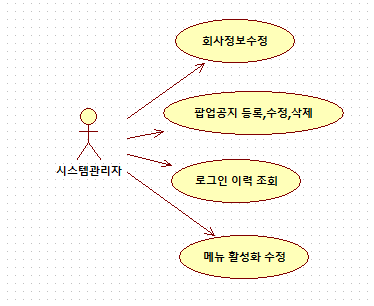 회사정보수정
팝업공지 등록,수정,삭제
시스템관리자
로그인 이력 조회
메뉴 활성화 수정